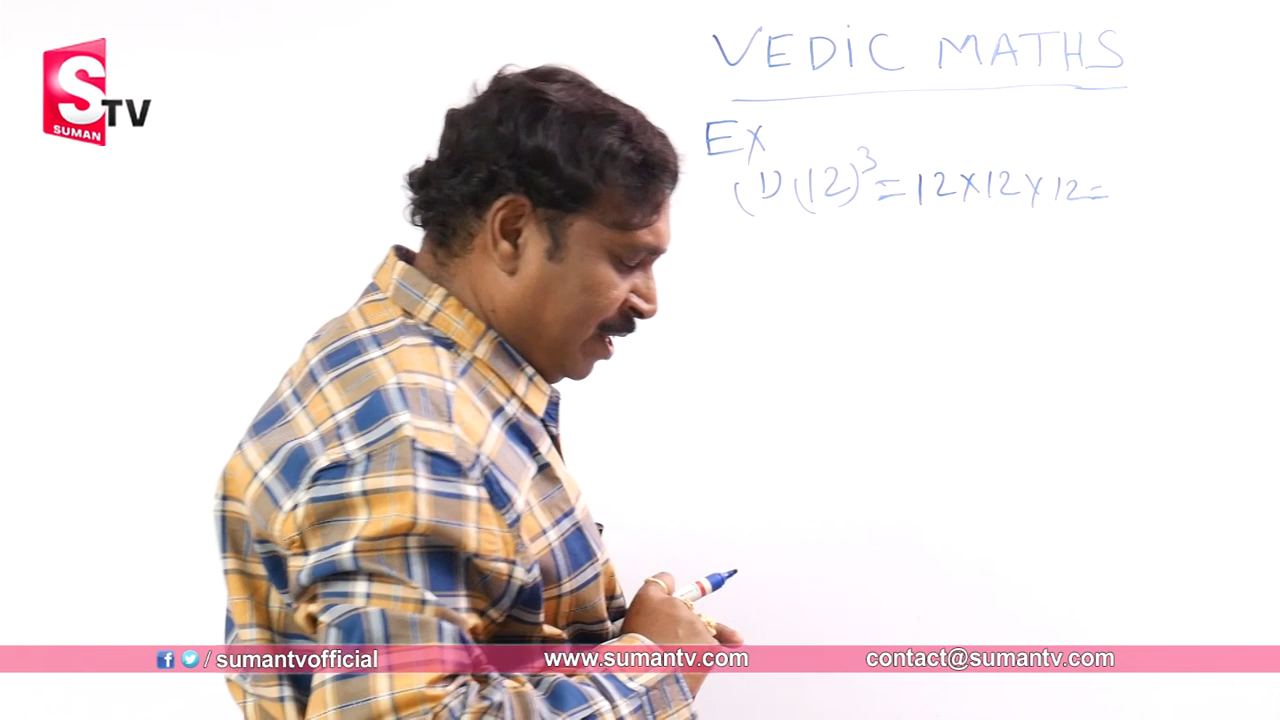 VEDIC MATHS
S TV
SUMAN
Ex
(1) (12)³ = 12×12×12=
f / sumantvofficial
www.sumantv.com
contact@sumantv.com